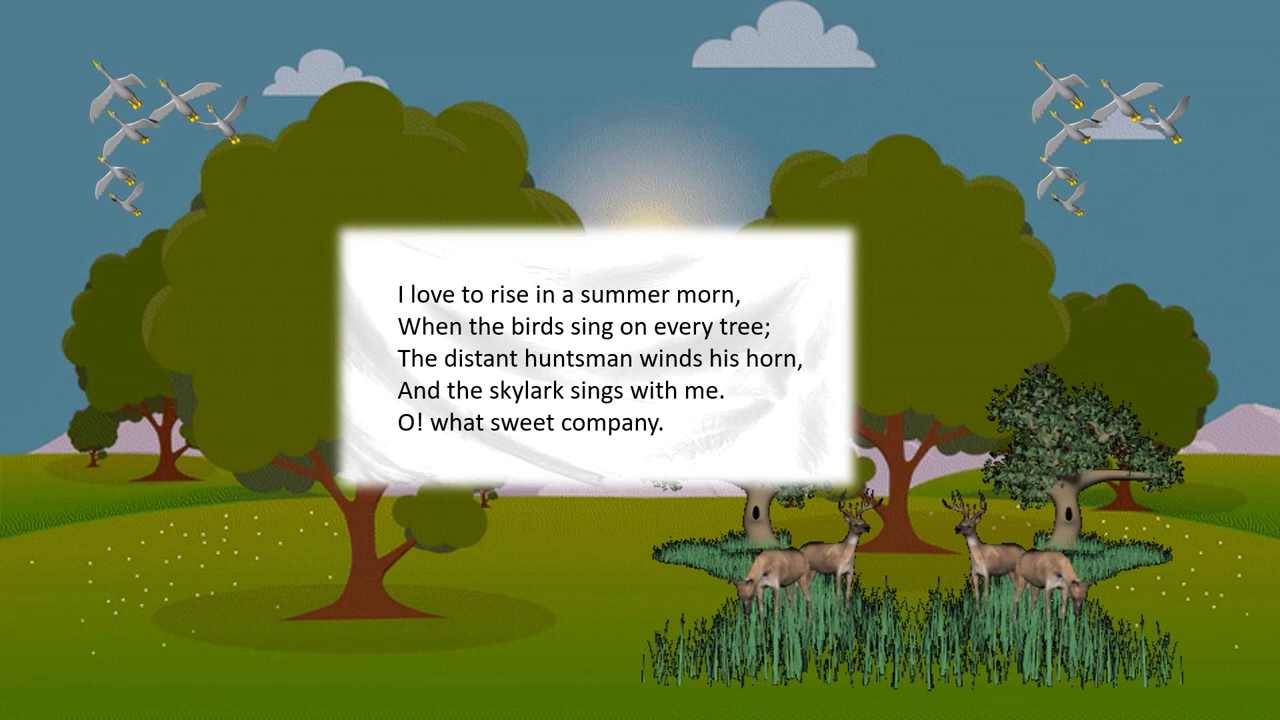 I love to rise in a summer morn,
When the birds sing on every tree;
The distant huntsman winds his horn,
And the skylark sings with me.
O! what sweet company.